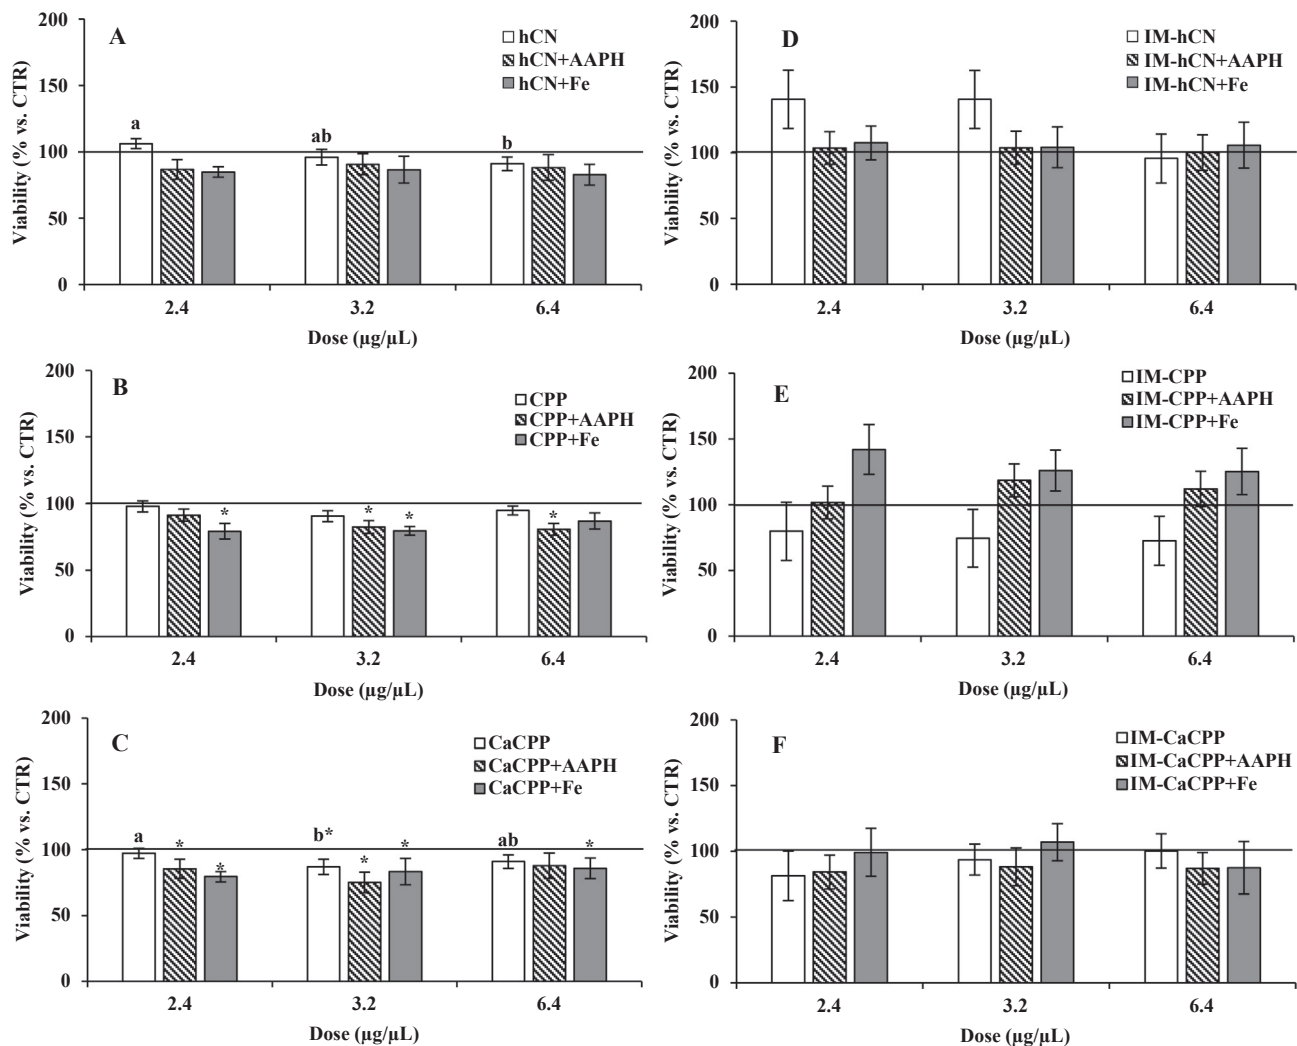 A
hCN
hCN+AAPH
hCN+Fe
Viability (% vs. CTR)
200
150
100
50
0
a
ab
b
2.4
3.2
6.4
Dose (µg/µL)
D
IM-hCN
IM-hCN+AAPH
IM-hCN+Fe
Viability (% vs. CTR)
200
150
100
50
0
2.4
3.2
6.4
Dose (µg/µL)
B
CPP
CPP+AAPH
CPP+Fe
Viability (% vs. CTR)
200
150
100
50
0
*
* *
*
2.4
3.2
6.4
Dose (µg/µL)
E
IM-CPP
IM-CPP+AAPH
IM-CPP+Fe
Viability (% vs. CTR)
200
150
100
50
0
2.4
3.2
6.4
Dose (µg/µL)
C
CaCPP
CaCPP+AAPH
CaCPP+Fe
Viability (% vs. CTR)
200
150
100
50
0
a * *
b* * *
ab *
2.4
3.2
6.4
Dose (µg/µL)
F
IM-CaCPP
IM-CaCPP+AAPH
IM-CaCPP+Fe
Viability (% vs. CTR)
200
150
100
50
0
2.4
3.2
6.4
Dose (µg/µL)